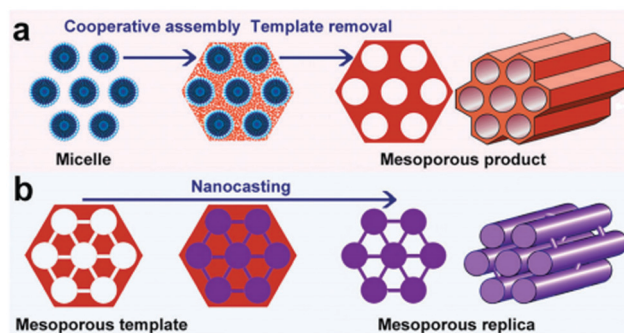 a
Cooperative assembly Template removal
Micelle
Mesoporous product
b
Nanocasting
Mesoporous template
Mesoporous replica